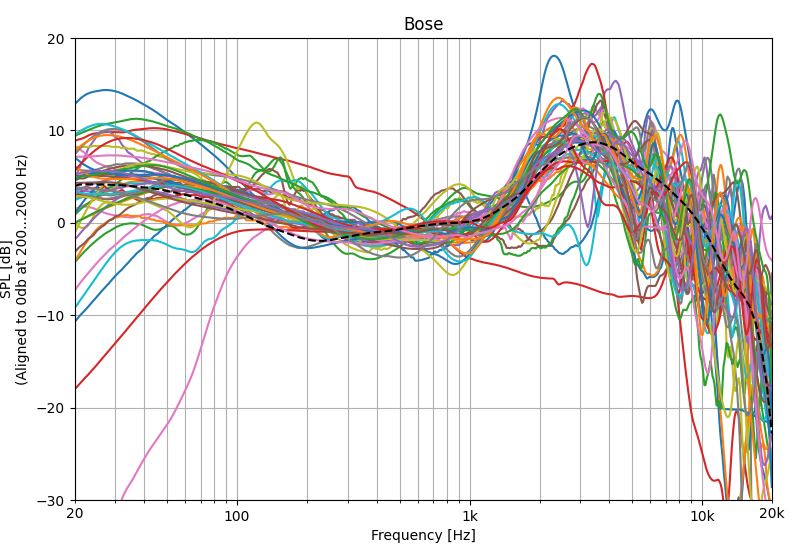 Bose
20
10
0
−10
−20
−30
SPL [dB]
(Aligned to 0db at 200...2000 Hz)
20
100
1k
10k
20k
Frequency [Hz]